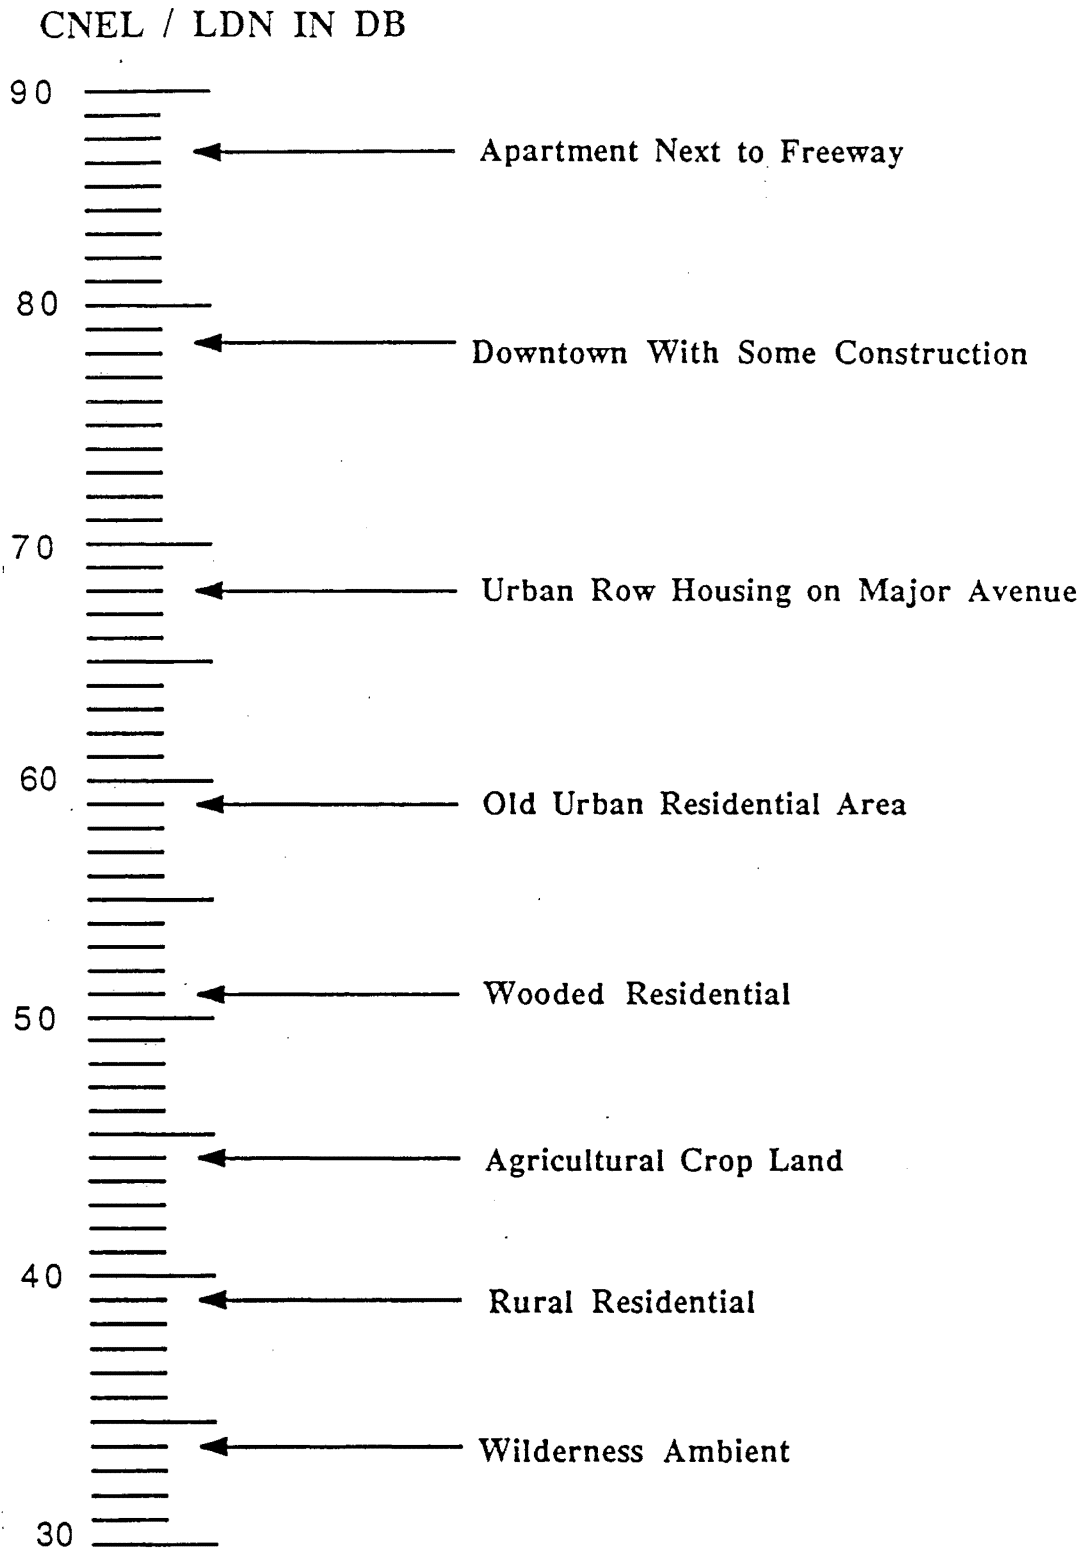 CNEL / LDN IN DB
90
Apartment Next to Freeway
80
Downtown With Some Construction
70
Urban Row Housing on Major Avenue
60
Old Urban Residential Area
Wooded Residential
50
Agricultural Crop Land
40
Rural Residential
Wilderness Ambient
30